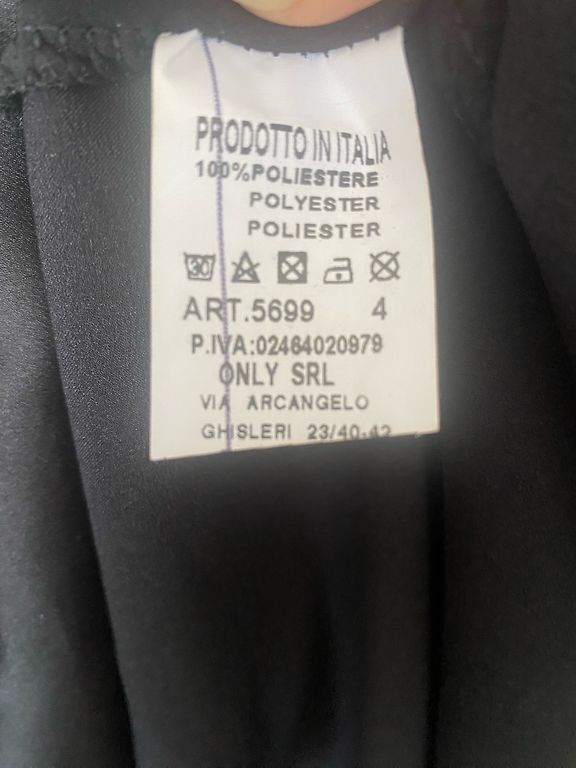 PRODOTTO IN ITALIA
100%POLIESTERE
POLYESTER
POLIESTER
30
ART.5699 4
P.IVA:02464020979
ONLY SRL
VIA ARCANGELO
GHISLERI 23/40-42